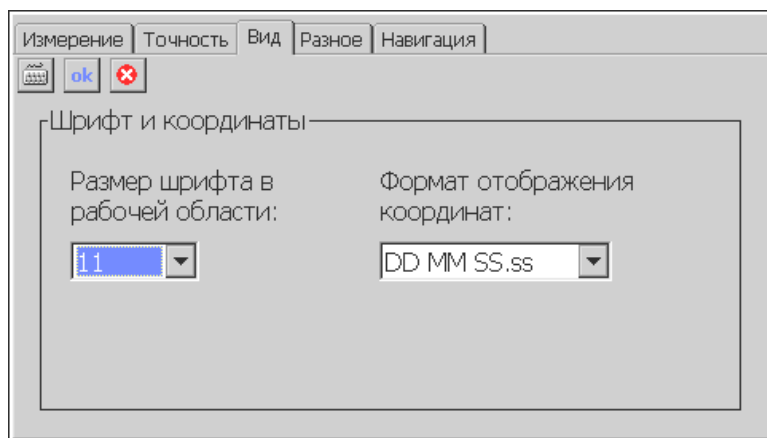 Измерение Точность Вид Разное Навигация
ok
Шрифт и координаты
Размер шрифта в
рабочей области:
11
Формат отображения
координат:
DD MM SS.ss